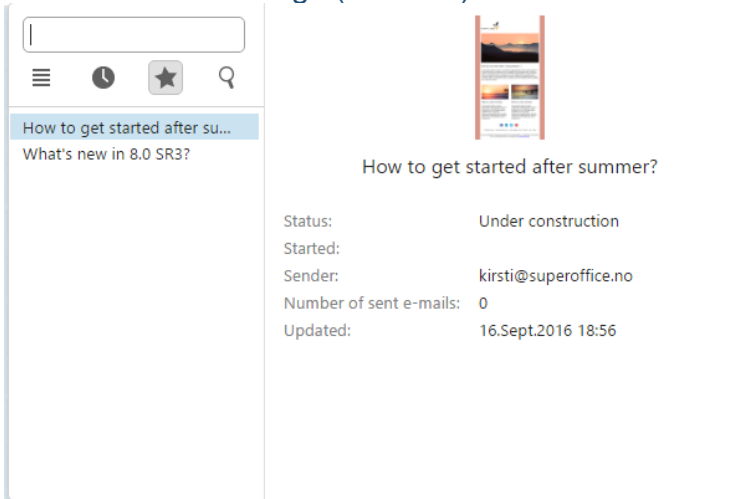 How to get started after su...
What's new in 8.0 SR3?
How to get started after summer?
Status: Under construction
Started:
Sender: kirsti@superoffice.no
Number of sent e-mails: 0
Updated: 16.Sept.2016 18:56